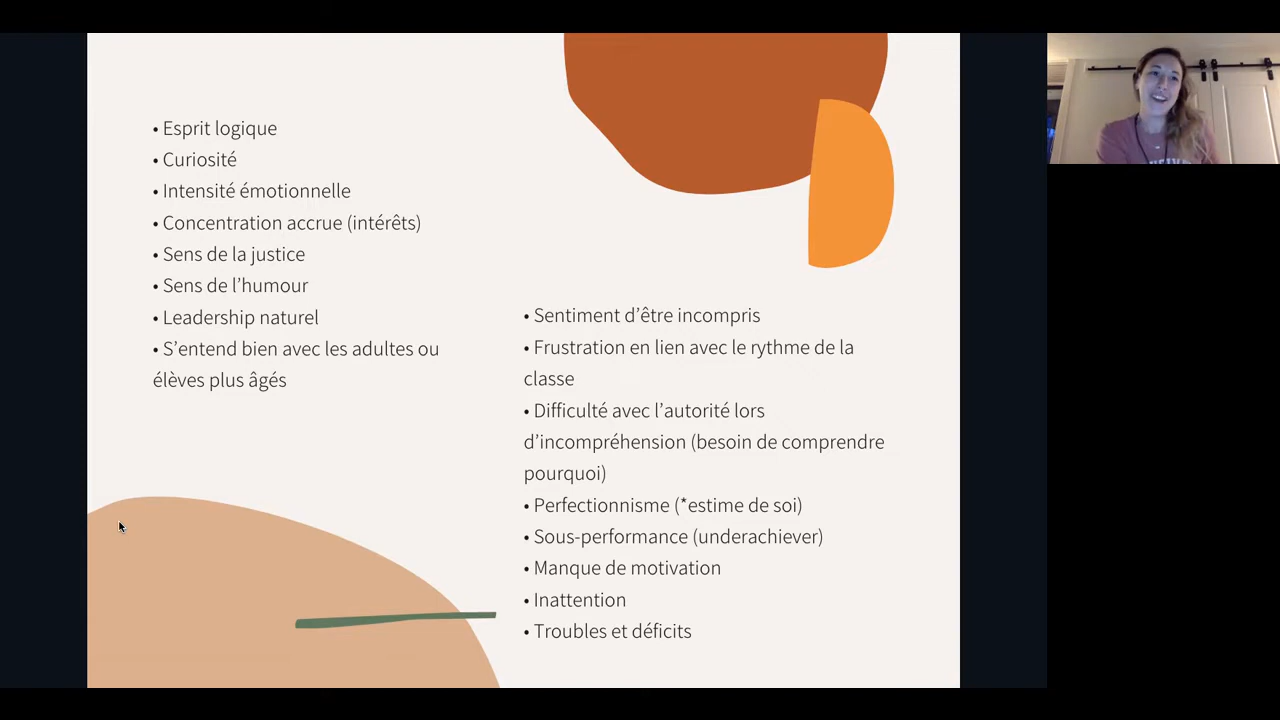 • Esprit logique
• Curiosité
• Intensité émotionnelle
• Concentration accrue (intérêts)
• Sens de la justice
• Sens de l’humour
• Leadership naturel
• S’entend bien avec les adultes ou
élèves plus âgés
• Sentiment d’être incompris
• Frustration en lien avec le rythme de la
classe
• Difficulté avec l’autorité lors
d’incompréhension (besoin de comprendre
pourquoi)
• Perfectionnisme (*estime de soi)
• Sous-performance (underachiever)
• Manque de motivation
• Inattention
• Troubles et déficits